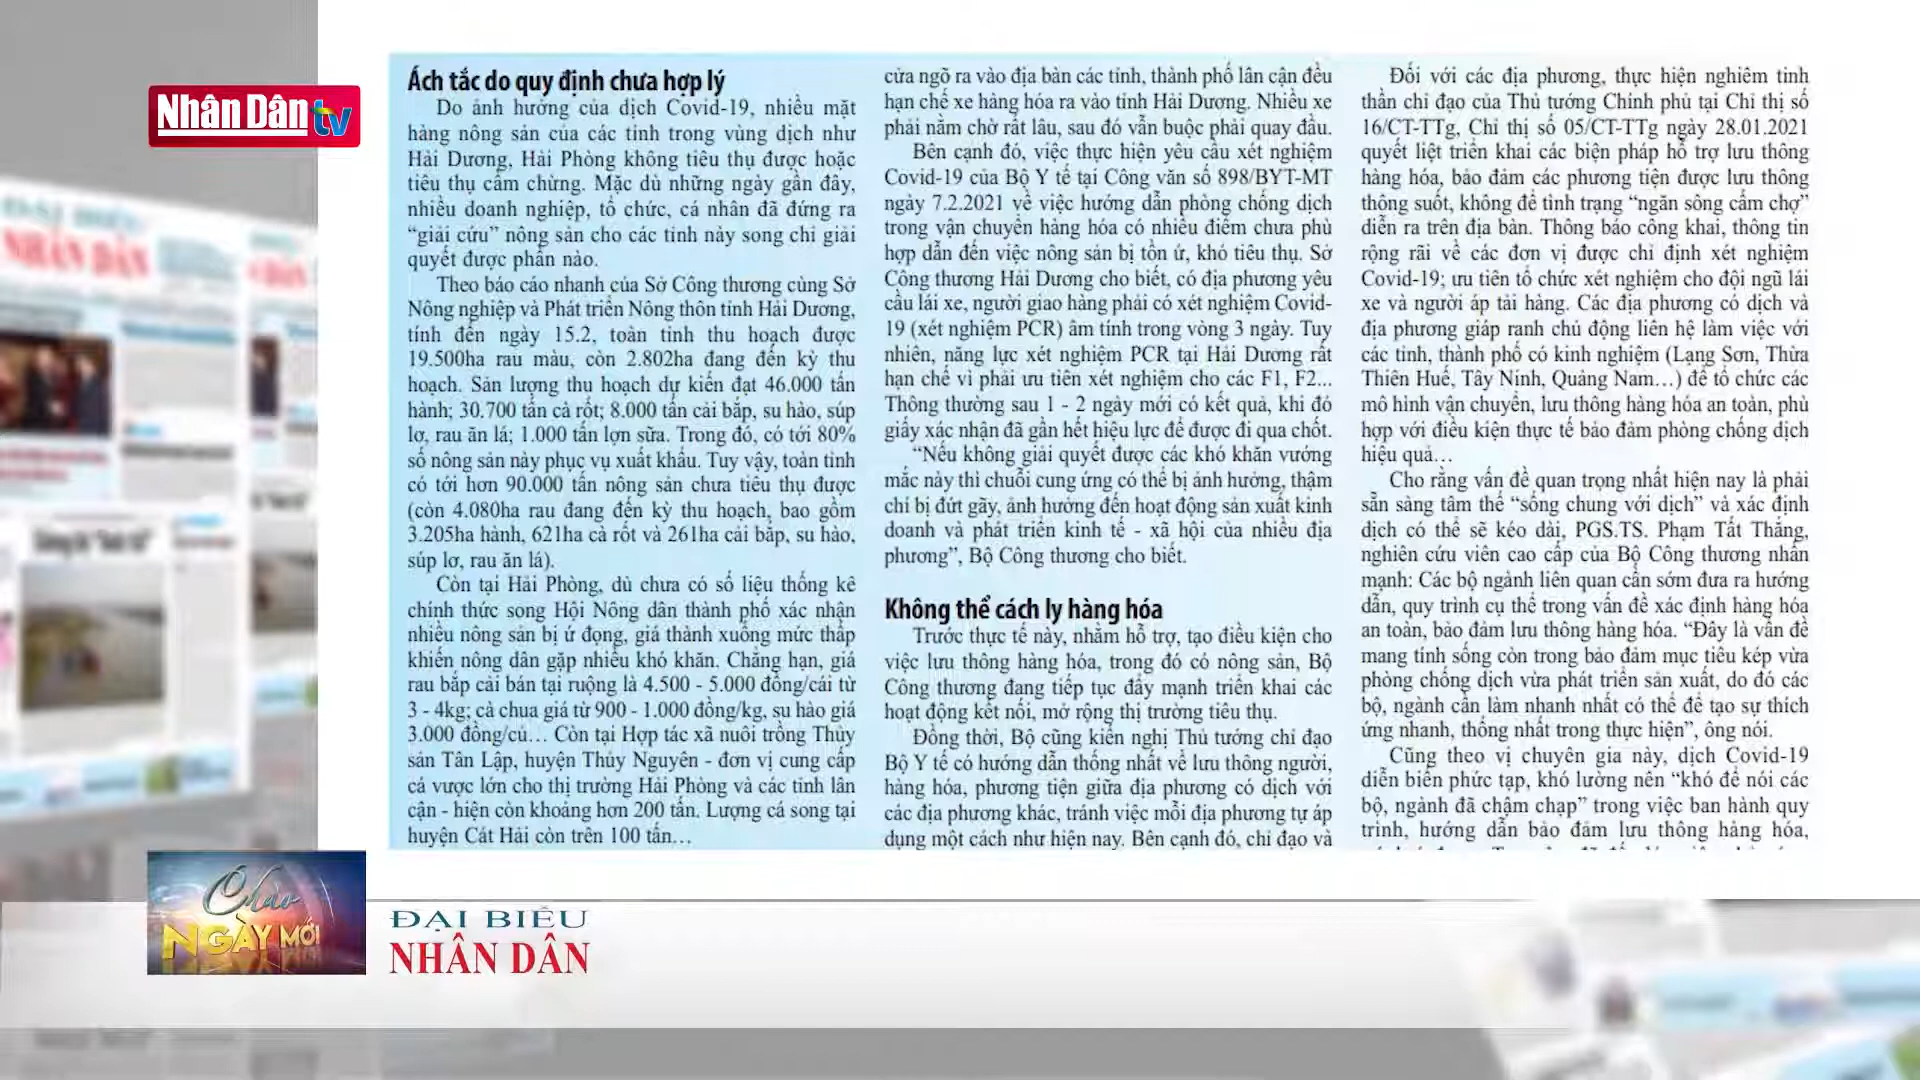 Nhân Dân tv
Ách tắc do quy định chưa hợp lý
Do ảnh hưởng của dịch Covid-19, nhiều mặt
hàng nông sản của các tỉnh trong vùng dịch như
Hải Dương, Hải Phòng không tiêu thụ được hoặc
tiêu thụ cầm chừng. Mặc dù những ngày gần đây,
nhiều doanh nghiệp, tổ chức, cá nhân đã đứng ra
“giải cứu” nông sản cho các tỉnh này song chỉ giải
quyết được phần nào.
Theo báo cáo nhanh của Sở Công thương cùng Sở
Nông nghiệp và Phát triển Nông thôn tỉnh Hải Dương,
tính đến ngày 15.2, toàn tỉnh thu hoạch được
19.500ha rau màu, còn 2.802ha đang đến kỳ thu
hoạch. Sản lượng thu hoạch dự kiến đạt 46.000 tấn
hành; 30.700 tấn cà rốt; 8.000 tấn cải bắp, su hào, súp
lơ, rau ăn lá; 1.000 tấn lợn sữa. Trong đó, có tới 80%
số nông sản này phục vụ xuất khẩu. Tuy vậy, toàn tỉnh
có tới hơn 90.000 tấn nông sản chưa tiêu thụ được
(còn 4.080ha rau đang đến kỳ thu hoạch, bao gồm
3.205ha hành, 621ha cà rốt và 261ha cải bắp, su hào,
súp lơ, rau ăn lá).
Còn tại Hải Phòng, dù chưa có số liệu thống kê
chính thức song Hội Nông dân thành phố xác nhận
nhiều nông sản bị ứ đọng, giá thành xuống mức thấp
khiến nông dân gặp nhiều khó khăn. Chẳng hạn, giá
rau bắp cải bán tại ruộng là 4.500 - 5.000 đồng/cái từ
3 - 4kg; cà chua giá từ 900 - 1.000 đồng/kg, su hào giá
3.000 đồng/củ… Còn tại Hợp tác xã nuôi trồng Thủy
sản Tân Lập, huyện Thủy Nguyên - đơn vị cung cấp
cá vược lớn cho thị trường Hải Phòng và các tỉnh lân
cận - hiện còn khoảng hơn 200 tấn. Lượng cá song tại
huyện Cát Hải còn trên 100 tấn…
cửa ngõ ra vào địa bàn các tỉnh, thành phố lân cận đều
hạn chế xe hàng hóa ra vào tỉnh Hải Dương. Nhiều xe
phải nằm chờ rất lâu, sau đó vẫn buộc phải quay đầu.
Bên cạnh đó, việc thực hiện yêu cầu xét nghiệm
Covid-19 của Bộ Y tế tại Công văn số 898/BYT-MT
ngày 7.2.2021 về việc hướng dẫn phòng chống dịch
trong vận chuyển hàng hóa có nhiều điểm chưa phù
hợp dẫn đến việc nông sản bị tồn ứ, khó tiêu thụ. Sở
Công thương Hải Dương cho biết, có địa phương yêu
cầu lái xe, người giao hàng phải có xét nghiệm Covid-
19 (xét nghiệm PCR) âm tính trong vòng 3 ngày. Tuy
nhiên, năng lực xét nghiệm PCR tại Hải Dương rất
hạn chế vì phải ưu tiên xét nghiệm cho các F1, F2...
Thông thường sau 1 - 2 ngày mới có kết quả, khi đó
giấy xác nhận đã gần hết hiệu lực để được đi qua chốt.
“Nếu không giải quyết được các khó khăn vướng
mắc này thì chuỗi cung ứng có thể bị ảnh hưởng, thậm
chí bị đứt gãy, ảnh hưởng đến hoạt động sản xuất kinh
doanh và phát triển kinh tế - xã hội của nhiều địa
phương”, Bộ Công thương cho biết.
Không thể cách ly hàng hóa
Trước thực tế này, nhằm hỗ trợ, tạo điều kiện cho
việc lưu thông hàng hóa, trong đó có nông sản, Bộ
Công thương đang tiếp tục đẩy mạnh triển khai các
hoạt động kết nối, mở rộng thị trường tiêu thụ.
Đồng thời, Bộ cũng kiến nghị Thủ tướng chỉ đạo
Bộ Y tế có hướng dẫn thống nhất về lưu thông người,
hàng hóa, phương tiện giữa địa phương có dịch với
các địa phương khác, tránh việc mỗi địa phương tự áp
dụng một cách như hiện nay. Bên cạnh đó, chỉ đạo và
Đối với các địa phương, thực hiện nghiêm tinh
thần chỉ đạo của Thủ tướng Chính phủ tại Chỉ thị số
16/CT-TTg, Chỉ thị số 05/CT-TTg ngày 28.01.2021
quyết liệt triển khai các biện pháp hỗ trợ lưu thông
hàng hóa, bảo đảm các phương tiện được lưu thông
thông suốt, không để tình trạng “ngăn sông cấm chợ”
diễn ra trên địa bàn. Thông báo công khai, thông tin
rộng rãi về các đơn vị được chỉ định xét nghiệm
Covid-19; ưu tiên tổ chức xét nghiệm cho đội ngũ lái
xe và người áp tải hàng. Các địa phương có dịch và
địa phương giáp ranh chủ động liên hệ làm việc với
các tỉnh, thành phố có kinh nghiệm (Lạng Sơn, Thừa
Thiên Huế, Tây Ninh, Quảng Nam…) để tổ chức các
mô hình vận chuyển, lưu thông hàng hóa an toàn, phù
hợp với điều kiện thực tế bảo đảm phòng chống dịch
hiệu quả…
Cho rằng vấn đề quan trọng nhất hiện nay là phải
sẵn sàng tâm thế “sống chung với dịch” và xác định
dịch có thể sẽ kéo dài, PGS.TS. Phạm Tất Thắng,
nghiên cứu viên cao cấp của Bộ Công thương nhấn
mạnh: Các bộ ngành liên quan cần sớm đưa ra hướng
dẫn, quy trình cụ thể trong vấn đề xác định hàng hóa
an toàn, bảo đảm lưu thông hàng hóa. “Đây là vấn đề
mang tính sống còn trong bảo đảm mục tiêu kép vừa
phòng chống dịch vừa phát triển sản xuất, do đó các
bộ, ngành cần làm nhanh nhất có thể để tạo sự thích
ứng nhanh, thống nhất trong thực hiện”, ông nói.
Cũng theo vị chuyên gia này, dịch Covid-19
diễn biến phức tạp, khó lường nên “khó để nói các
bộ, ngành đã chậm chạp” trong việc ban hành quy
trình, hướng dẫn bảo đảm lưu thông hàng hóa,
Chào
NGÀY MỚI
ĐẠI BIỂU
NHÂN DÂN